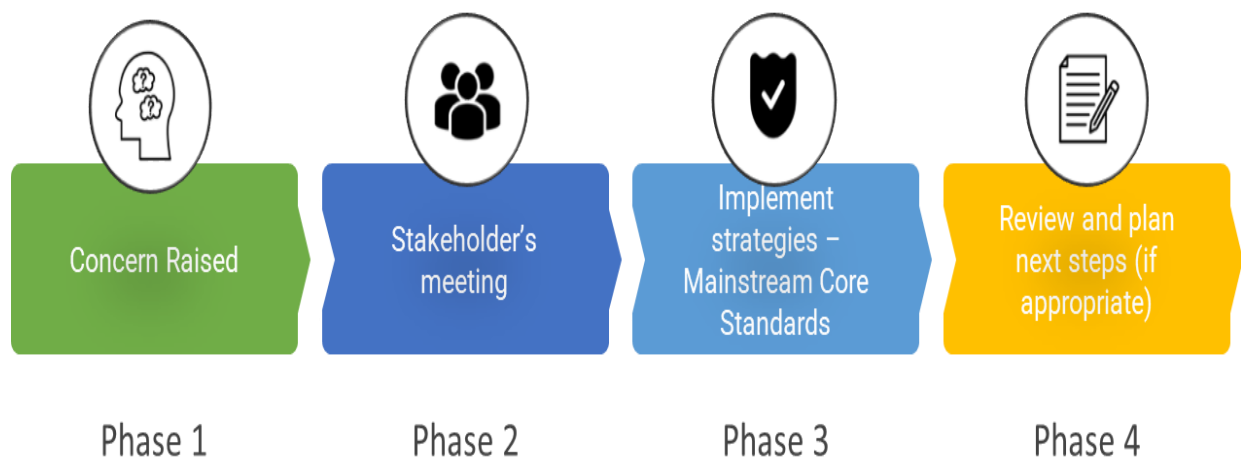 Concern Raised
Stakeholder’s
meeting
Implement
strategies –
Mainstream Core
Standards
Review and plan
next steps (if
appropriate)
Phase 1
Phase 2
Phase 3
Phase 4